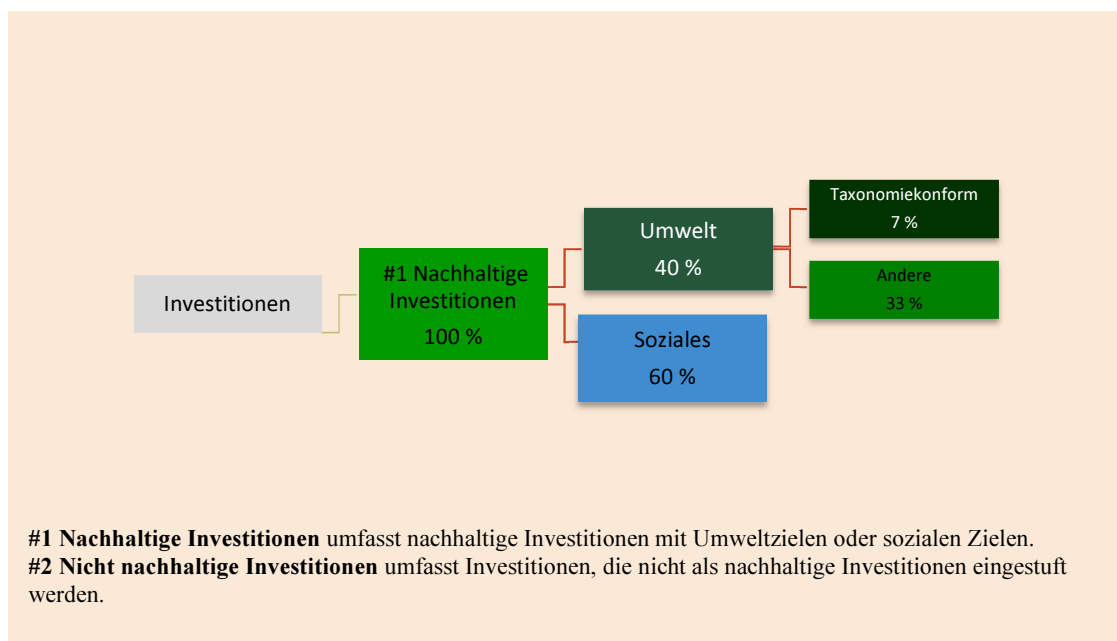 Investitionen
#1 Nachhaltige
Investitionen
100 %
Umwelt
40 %
Soziales
60 %
Taxonomiekonform
7 %
Andere
33 %
#1 Nachhaltige Investitionen umfasst nachhaltige Investitionen mit Umweltzielen oder sozialen Zielen.
#2 Nicht nachhaltige Investitionen umfasst Investitionen, die nicht als nachhaltige Investitionen eingestuft
werden.